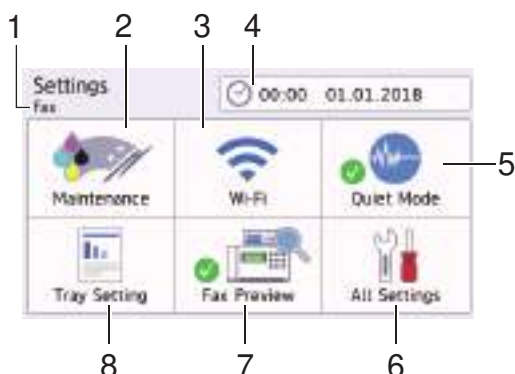 1 2 3 4
Settings
Fax
00:00 01.01.2018
Maintenance Wi-Fi Quiet Mode
5
Tray Setting Fax Preview All Settings
8 7 6